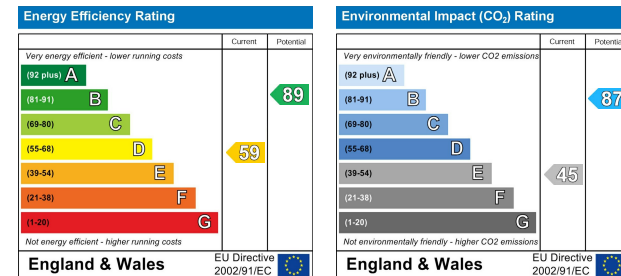 Energy Efficiency Rating
Current Potential
Very energy efficient - lower running costs
(92 plus) A
(81-91) B
89
(69-80) C
(55-68) D
59
(39-54) E
(21-38) F
(1-20) G
Not energy efficient - higher running costs
England & Wales
EU Directive
2002/91/EC
Environmental Impact (CO₂) Rating
Current Potentia
Very environmentally friendly - lower CO2 emissions
(92 plus) A
(81-91) B
87
(69-80) C
(55-68) D
(39-54) E
45
(21-38) F
(1-20) G
Not environmentally friendly - higher CO2 emissions
England & Wales
EU Directive
2002/91/EC